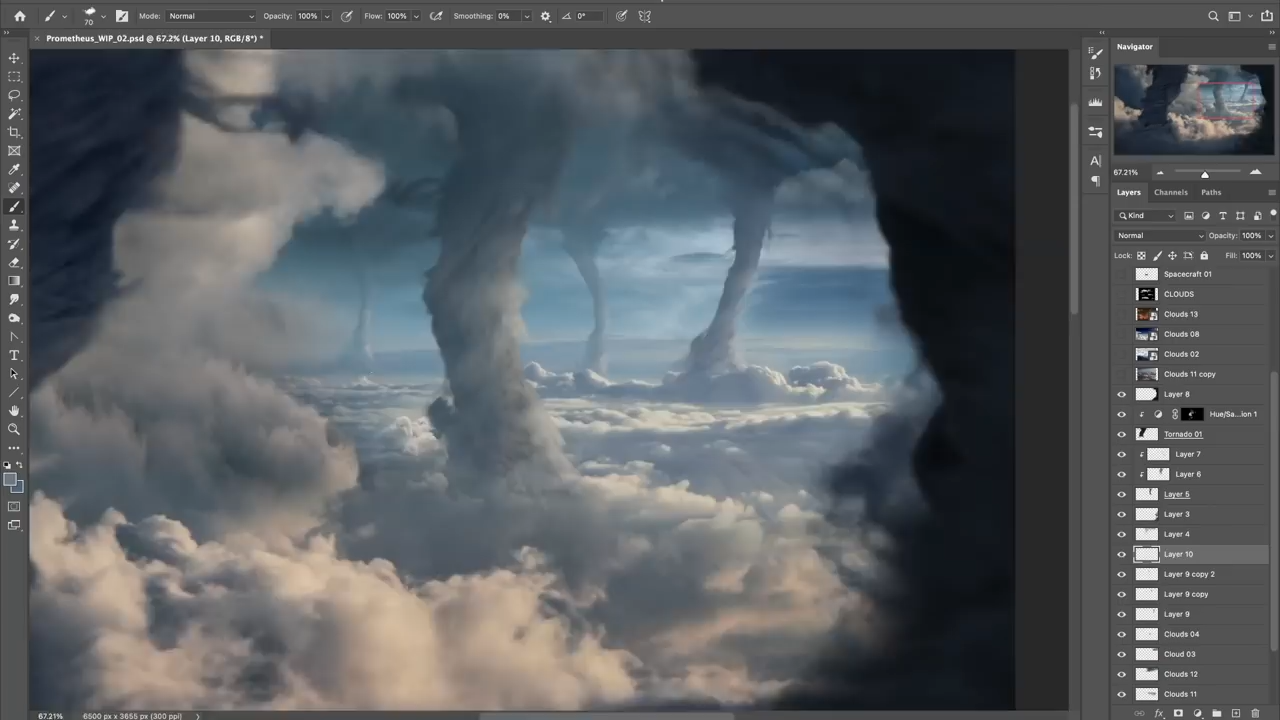 70 Mode: Normal Opacity: 100% Flow: 100% Smoothing: 0% 0°
× Prometheus_WIP_02.psd @ 67.2% (Layer 10, RGB/8*) *
Navigator
67.21%
Layers Channels Paths
Kind
Normal Opacity: 100%
Lock: Fill: 100%
Spacecraft 01
CLOUDS
Clouds 13
Clouds 08
Clouds 02
Clouds 11 copy
Layer 8
Hue/Sa...ion 1
Tornado 01
Layer 7
Layer 6
Layer 5
Layer 3
Layer 4
Layer 10
Layer 9 copy 2
Layer 9 copy
Layer 9
Clouds 04
Cloud 03
Clouds 12
Clouds 11
67.21% 6500 px x 3655 px (300 ppi)